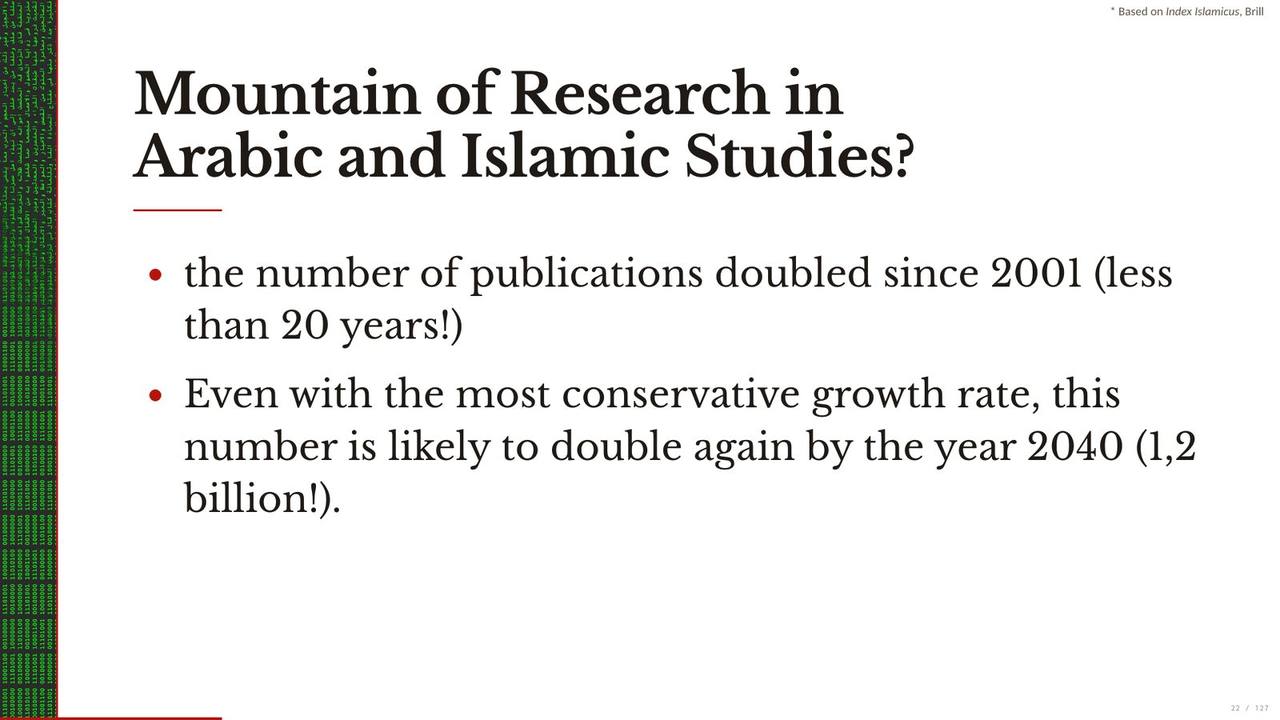 * Based on Index Islamicus, Brill
Mountain of Research in
Arabic and Islamic Studies?
• the number of publications doubled since 2001 (less
than 20 years!)
• Even with the most conservative growth rate, this
number is likely to double again by the year 2040 (1,2
billion!).
22 / 127